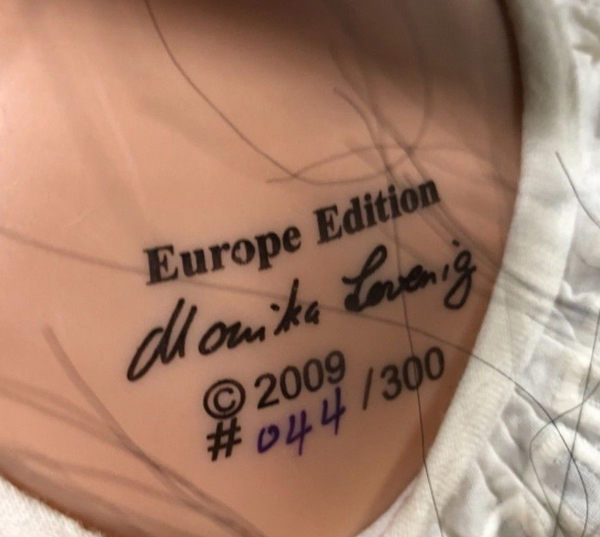 Europe Edition
Monika Levenig
© 2009
# 044 /300